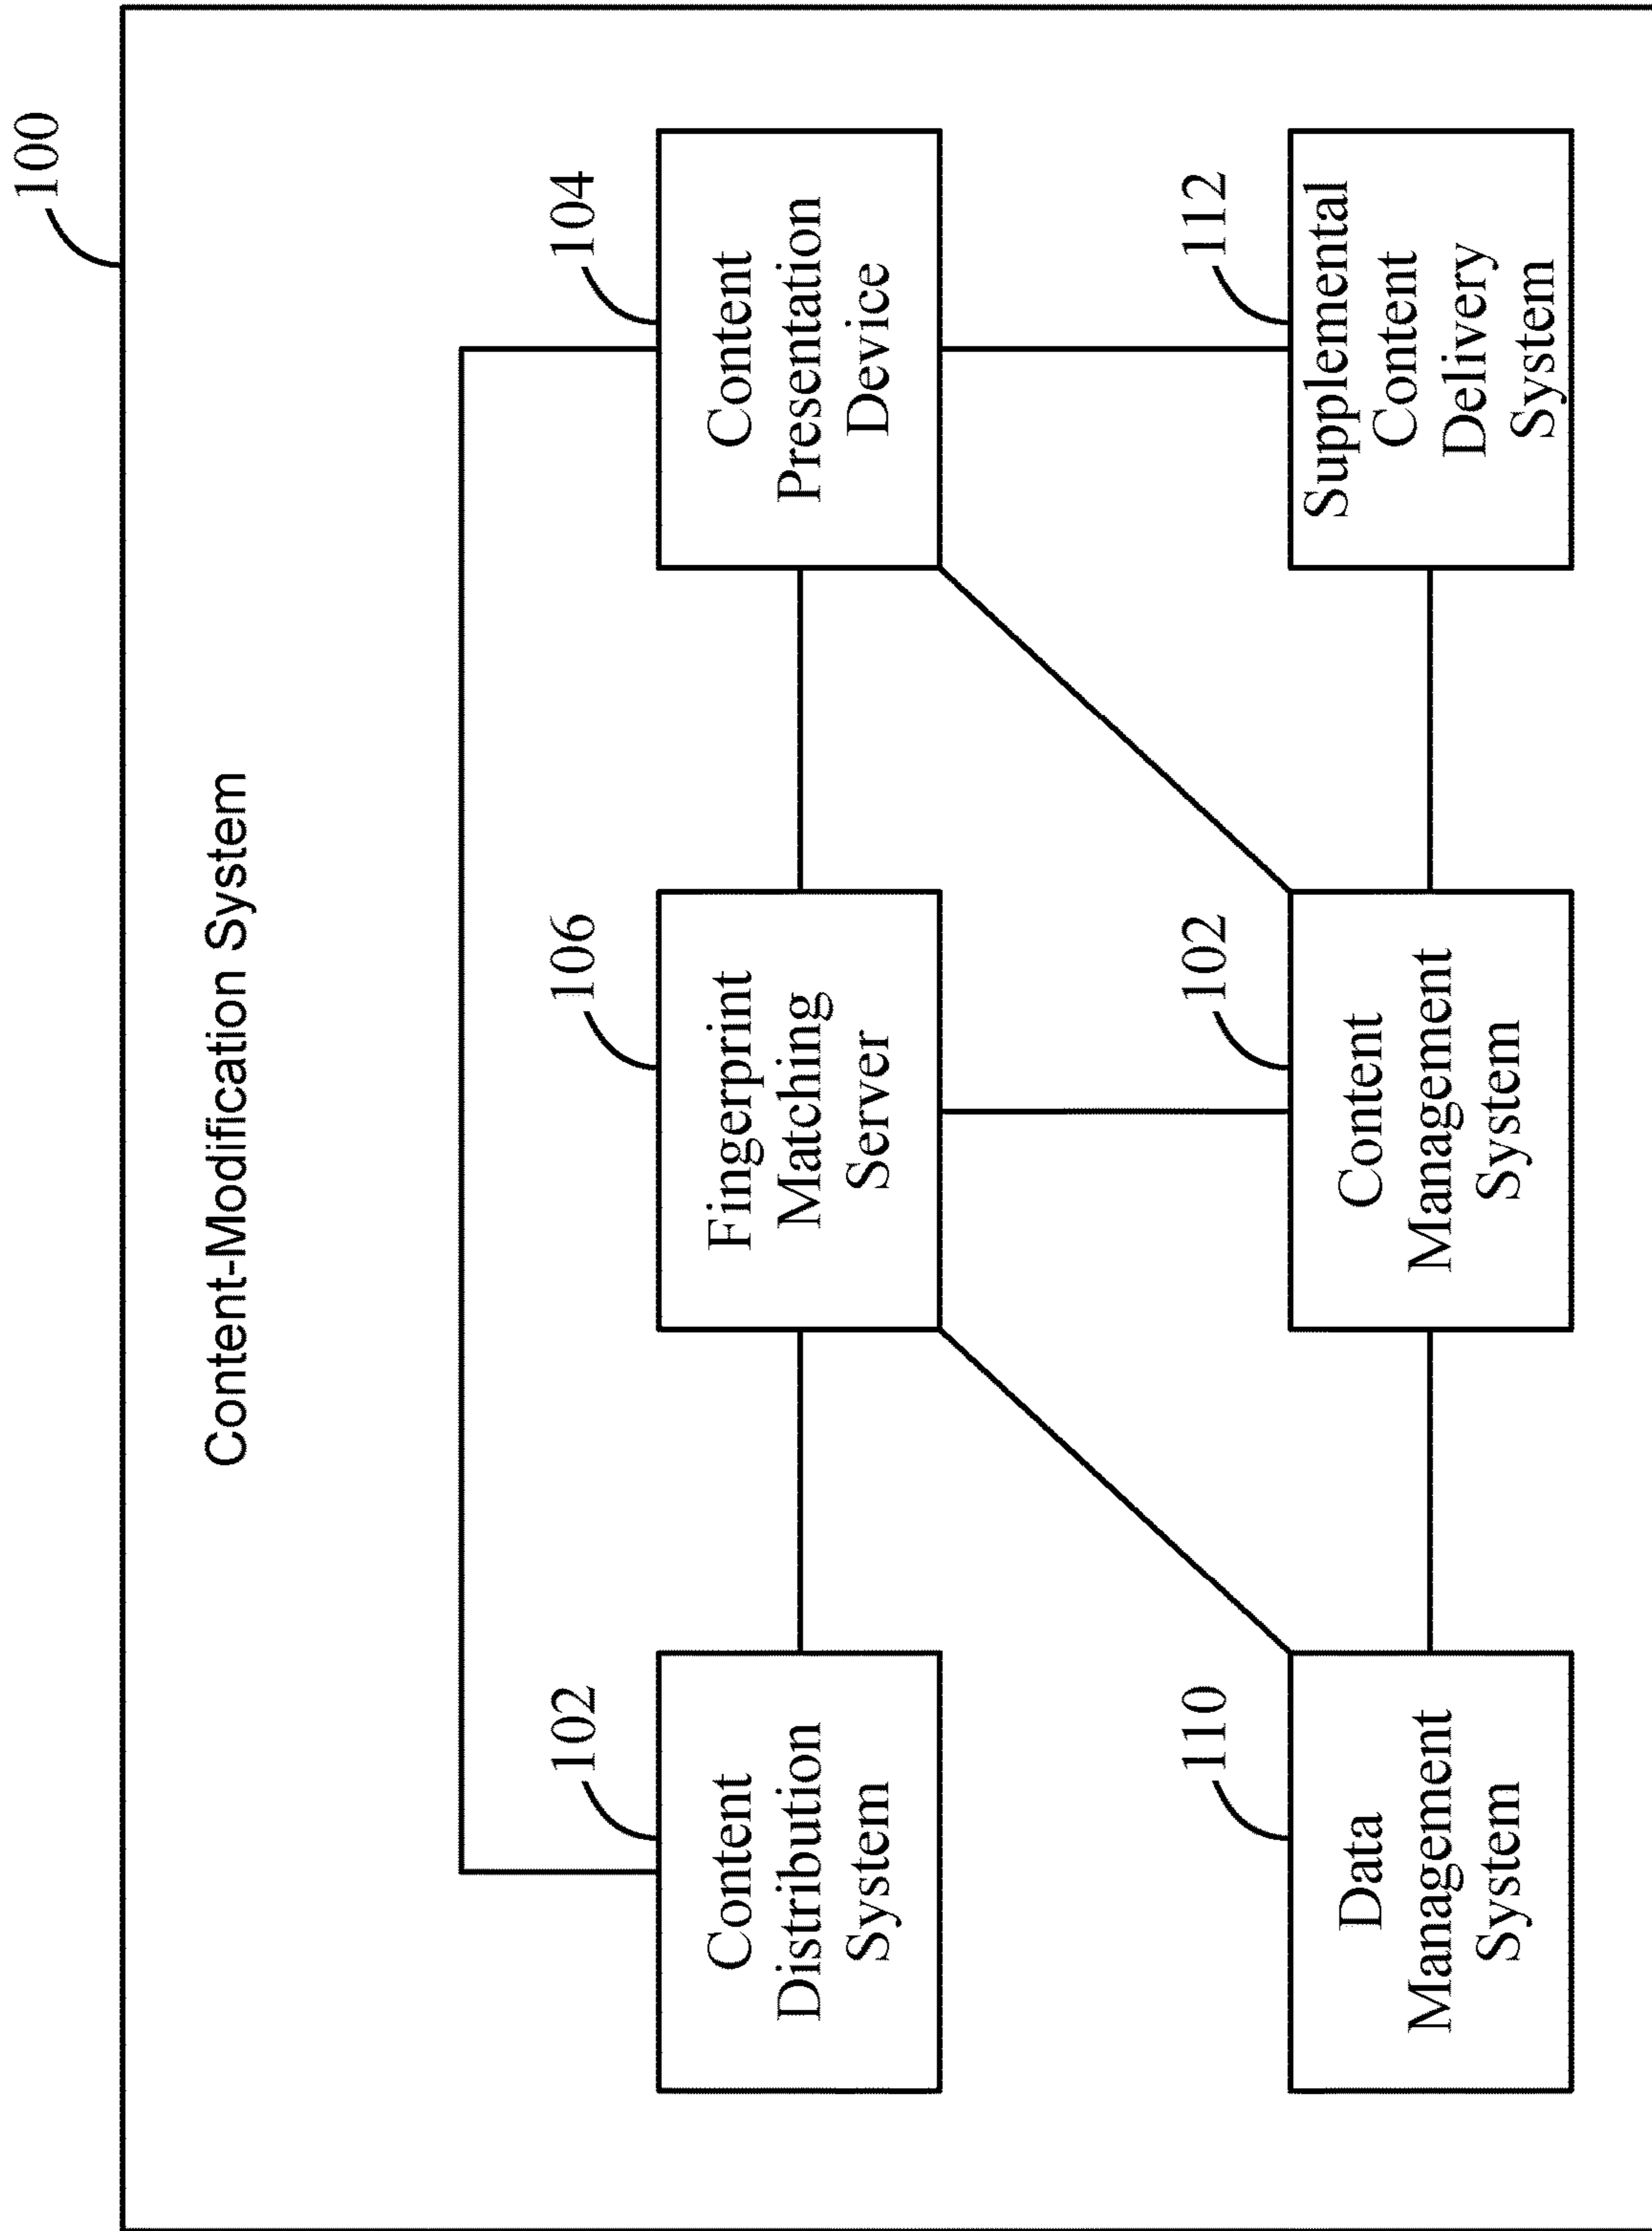 100
Content-Modification System
102
Content
Distribution
System
106
Fingerprint
Matching
Server
104
Content
Presentation
Device
110
Data
Management
System
102
Content
Management
System
112
Supplemental
Content
Delivery
System